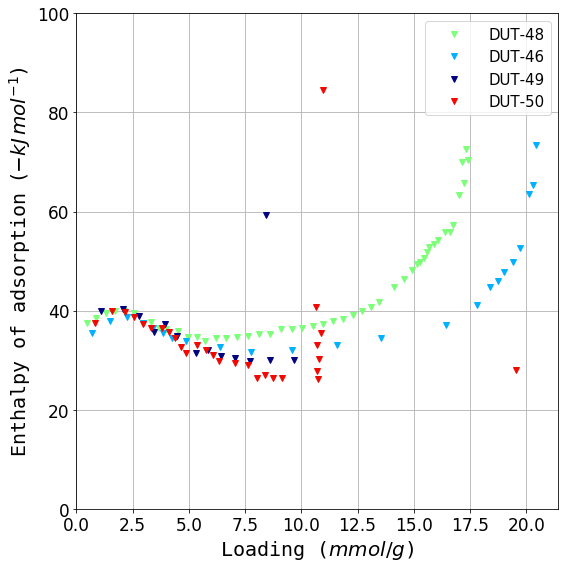 Enthalpy of adsorption (−kJ mol⁻¹)
100
80
60
40
20
0
DUT-48
DUT-46
DUT-49
DUT-50
0.0 2.5 5.0 7.5 10.0 12.5 15.0 17.5 20.0
Loading (mmol/g)